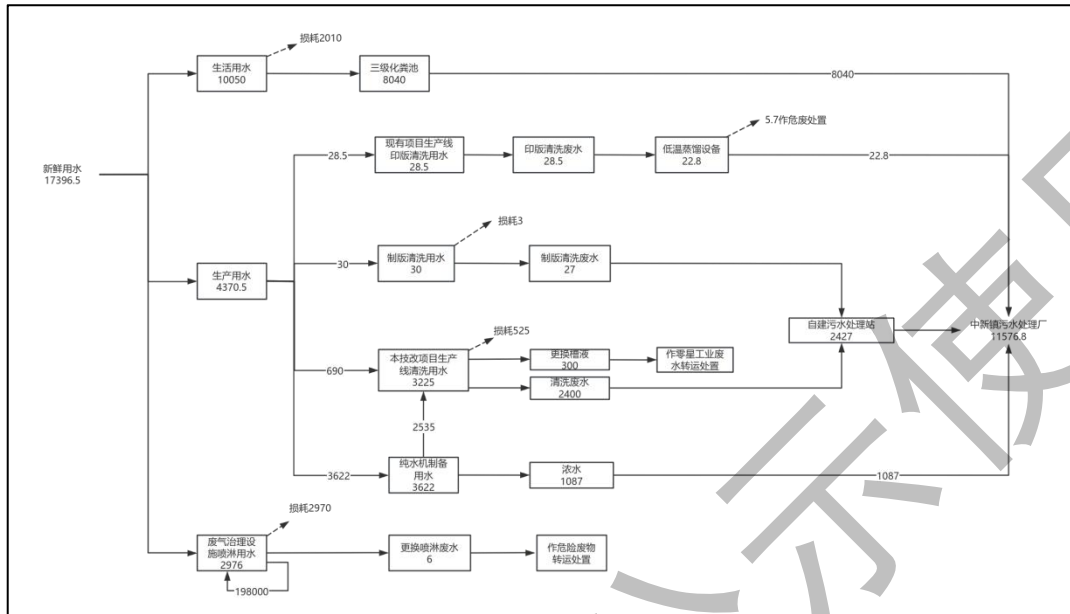 损耗2010
生活用水
10050
三级化粪池
8040
8040
5.7作危废处置
28.5
现有项目生产线
印版清洗用水
28.5
印版清洗废水
28.5
低温蒸馏设备
22.8
22.8
新鲜用水
17396.5
损耗3
生产用水
4370.5
30
制版清洗用水
30
制版清洗废水
27
自建污水处理站
2427
中新镇污水处理厂
11576.8
损耗525
690
本技改项目生产
线清洗用水
3225
更换槽液
300
作零星工业废
水转运处置
清洗废水
2400
2535
3622
纯水机制备
用水
3622
浓水
1087
1087
损耗2970
废气治理设
施喷淋用水
2976
更换喷淋废水
6
作危险废物
转运处置
198000
示使